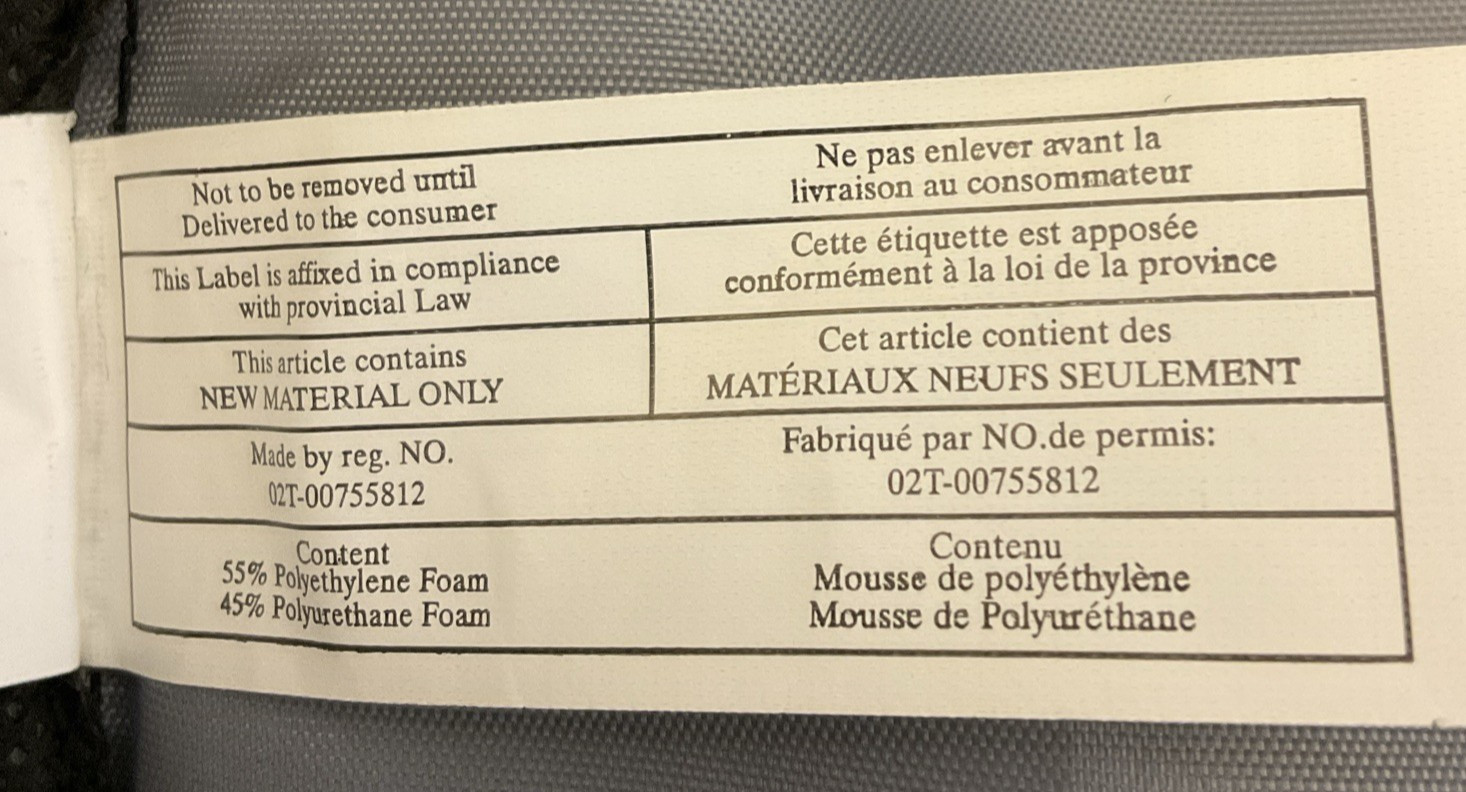 Not to be removed until
Delivered to the consumer
Ne pas enlever avant la
livraison au consommateur
This Label is affixed in compliance
with provincial Law
Cette étiquette est apposée
conformément à la loi de la province
This article contains
NEW MATERIAL ONLY
Cet article contient des
MATÉRIAUX NEUFS SEULEMENT
Made by reg. NO.
02T-00755812
Fabriqué par NO.de permis:
02T-00755812
Content
55% Polyethylene Foam
45% Polyurethane Foam
Contenu
Mousse de polyéthylène
Mousse de Polyuréthane